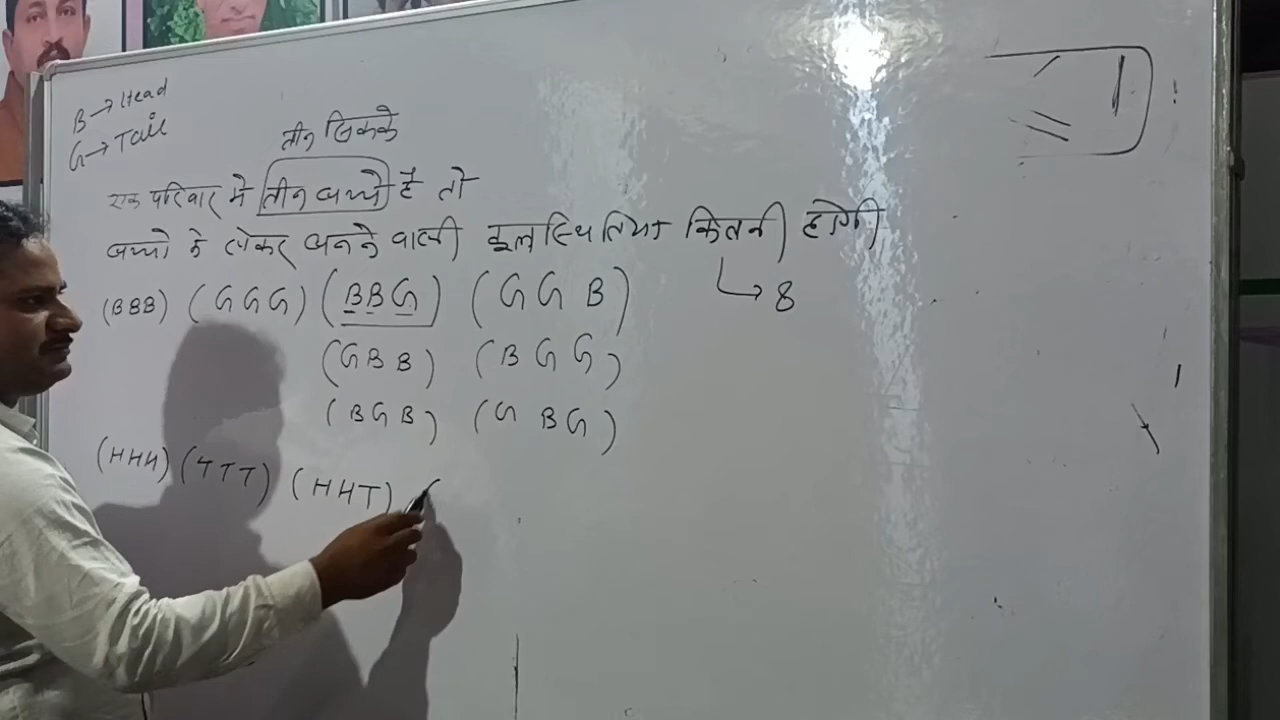 B→Head
G→Tail
तीन सिक्के
एक परिवार मे तीन बच्चे है तो
बच्चो ने लेकर बनने वाली कुल स्थितिया कितनी होगी
(BBB) (GGG) (BBG) (GGB) 8
(GBB) (BGG)
(BGB) (GBG)
(HHH) (TTT) (HHT) (